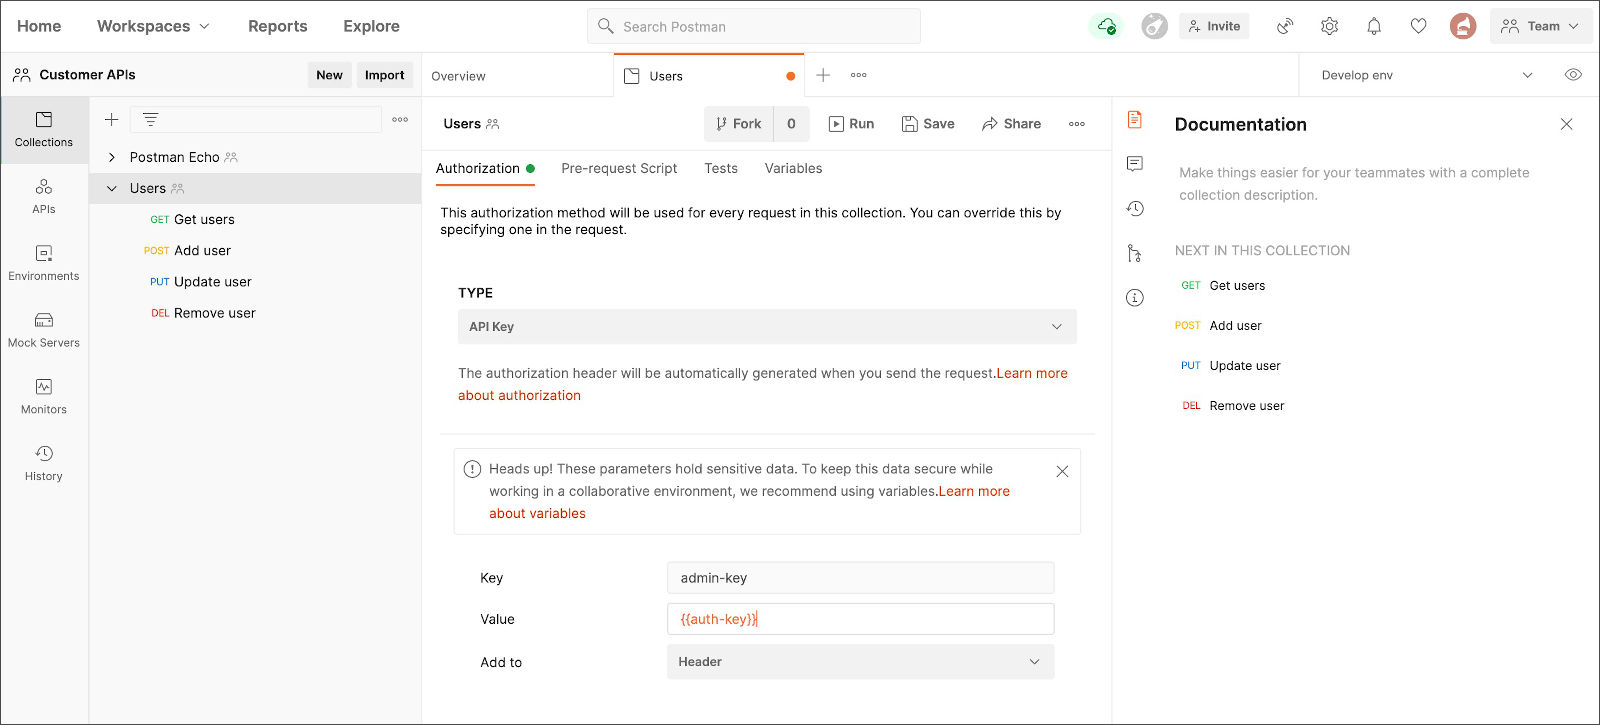 Home Workspaces Reports Explore Search Postman Invite Team
Customer APIs New Import Overview Users Develop env
Collections
APIs
Environments
Mock Servers
Monitors
History
Postman Echo
Users
GET Get users
POST Add user
PUT Update user
DEL Remove user
Users Fork 0 Run Save Share
Authorization Pre-request Script Tests Variables
This authorization method will be used for every request in this collection. You can override this by
specifying one in the request.
TYPE
API Key
The authorization header will be automatically generated when you send the request.Learn more
about authorization
Heads up! These parameters hold sensitive data. To keep this data secure while
working in a collaborative environment, we recommend using variables.Learn more
about variables
Key admin-key
Value {{auth-key}}
Add to Header
Documentation
Make things easier for your teammates with a complete
collection description.
NEXT IN THIS COLLECTION
GET Get users
POST Add user
PUT Update user
DEL Remove user